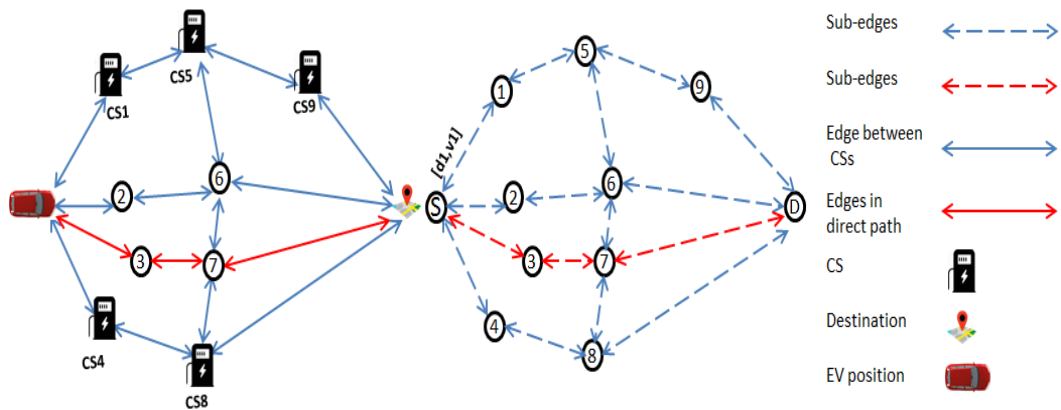 CS5
CS1
CS9
2
6
3
7
CS4
CS8
5
1
9
[d1,v1]
S
2
6
D
3
7
4
8
Sub-edges
Sub-edges
Edge between
CSs
Edges in
direct path
CS
Destination
EV position